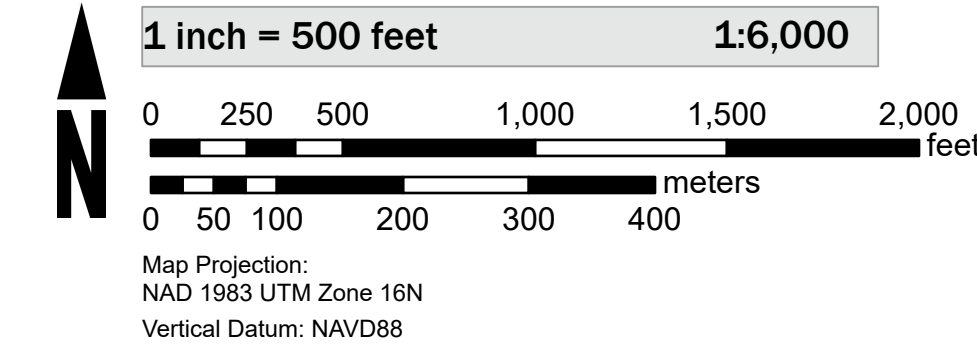 1 inch = 500 feet 1:6,000
0 250 500 1,000 1,500 2,000
feet
meters
0 50 100 200 300 400
N
Map Projection:
NAD 1983 UTM Zone 16N
Vertical Datum: NAVD88